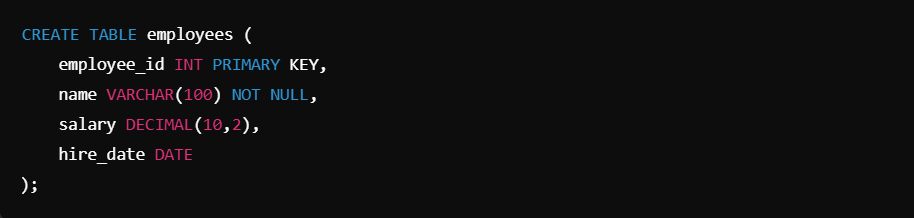 CREATE TABLE employees (
    employee_id INT PRIMARY KEY,
    name VARCHAR(100) NOT NULL,
    salary DECIMAL(10,2),
    hire_date DATE
);